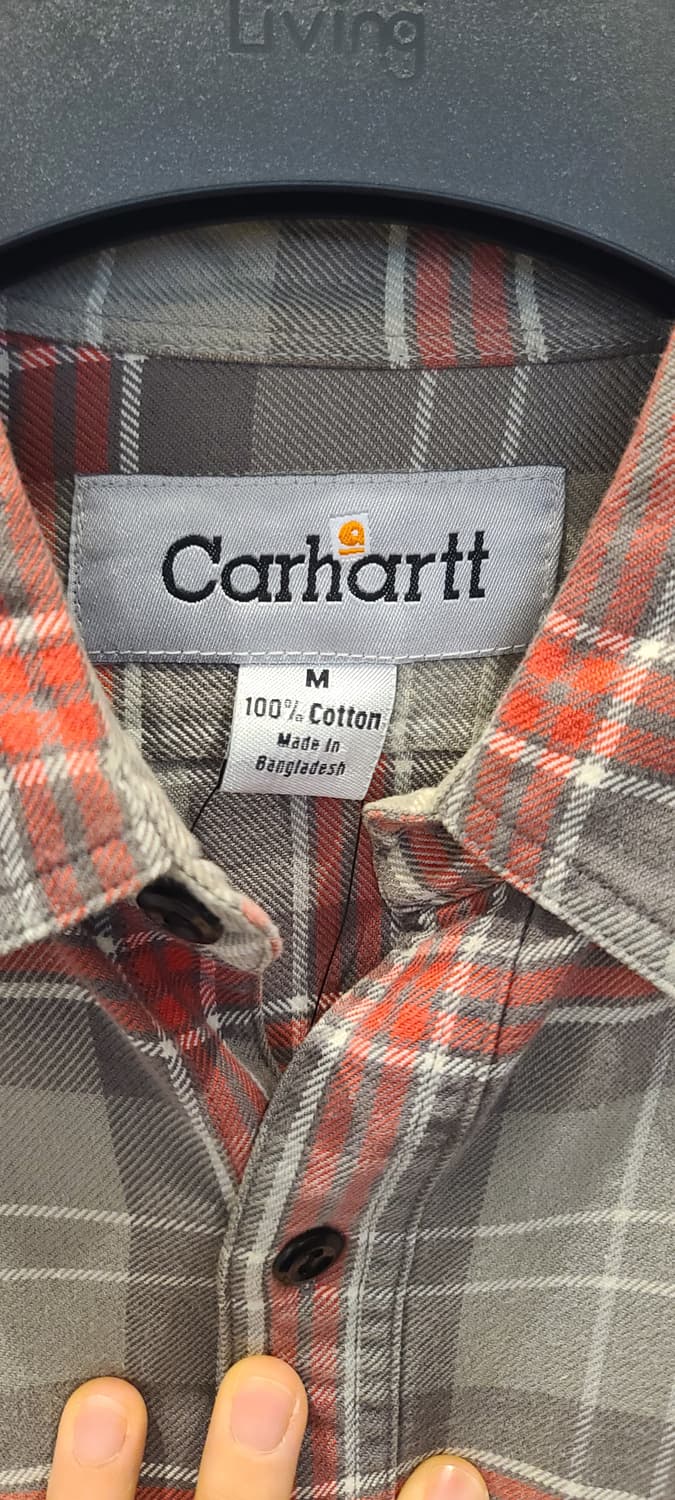 Living
Carhartt
M
100% Cotton
Made In
Bangladesh